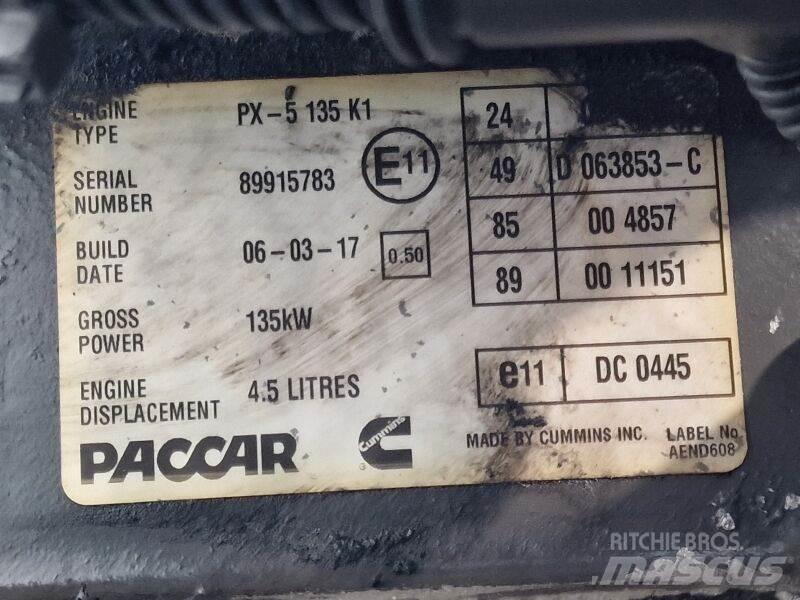 ENGINE TYPE PX-5 135 K1
SERIAL NUMBER 89915783 E11
BUILD DATE 06-03-17 0.50
GROSS POWER 135kW
ENGINE DISPLACEMENT 4.5 LITRES
24
49 D 063853-C
85 00 4857
89 00 11151
e11 DC 0445
PACCAR Cummins
MADE BY CUMMINS INC. LABEL No AEND608
RITCHIE BROS.
MASCUS